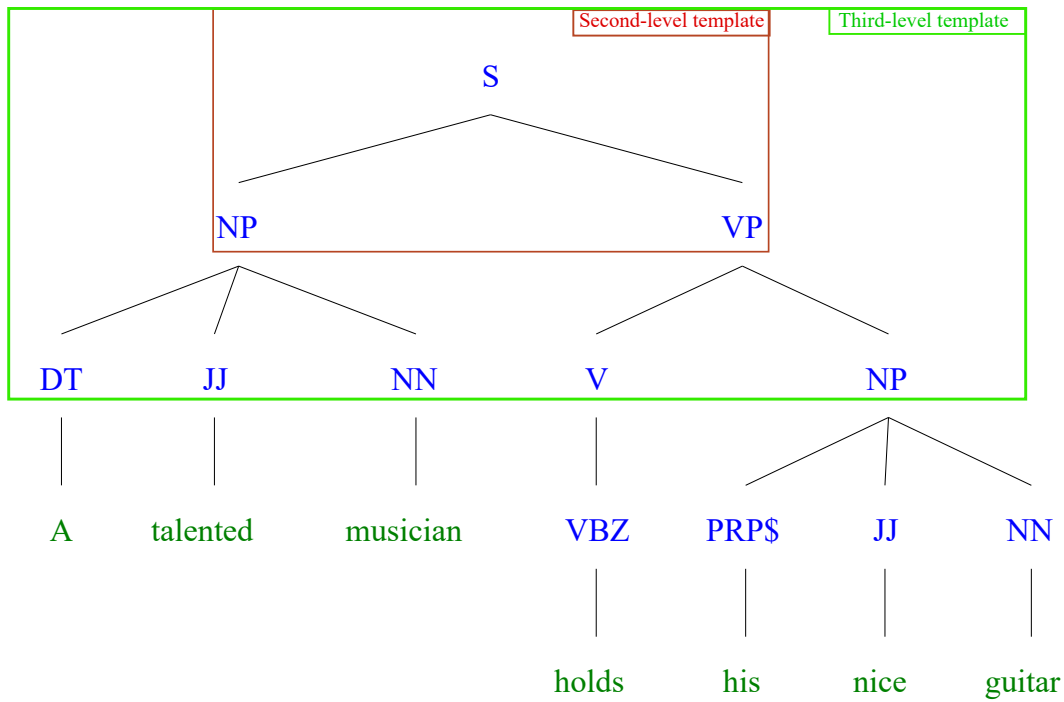 Second-level template Third-level template
S
NP VP
DT JJ NN V NP
A talented musician VBZ PRP$ JJ NN
holds his nice guitar